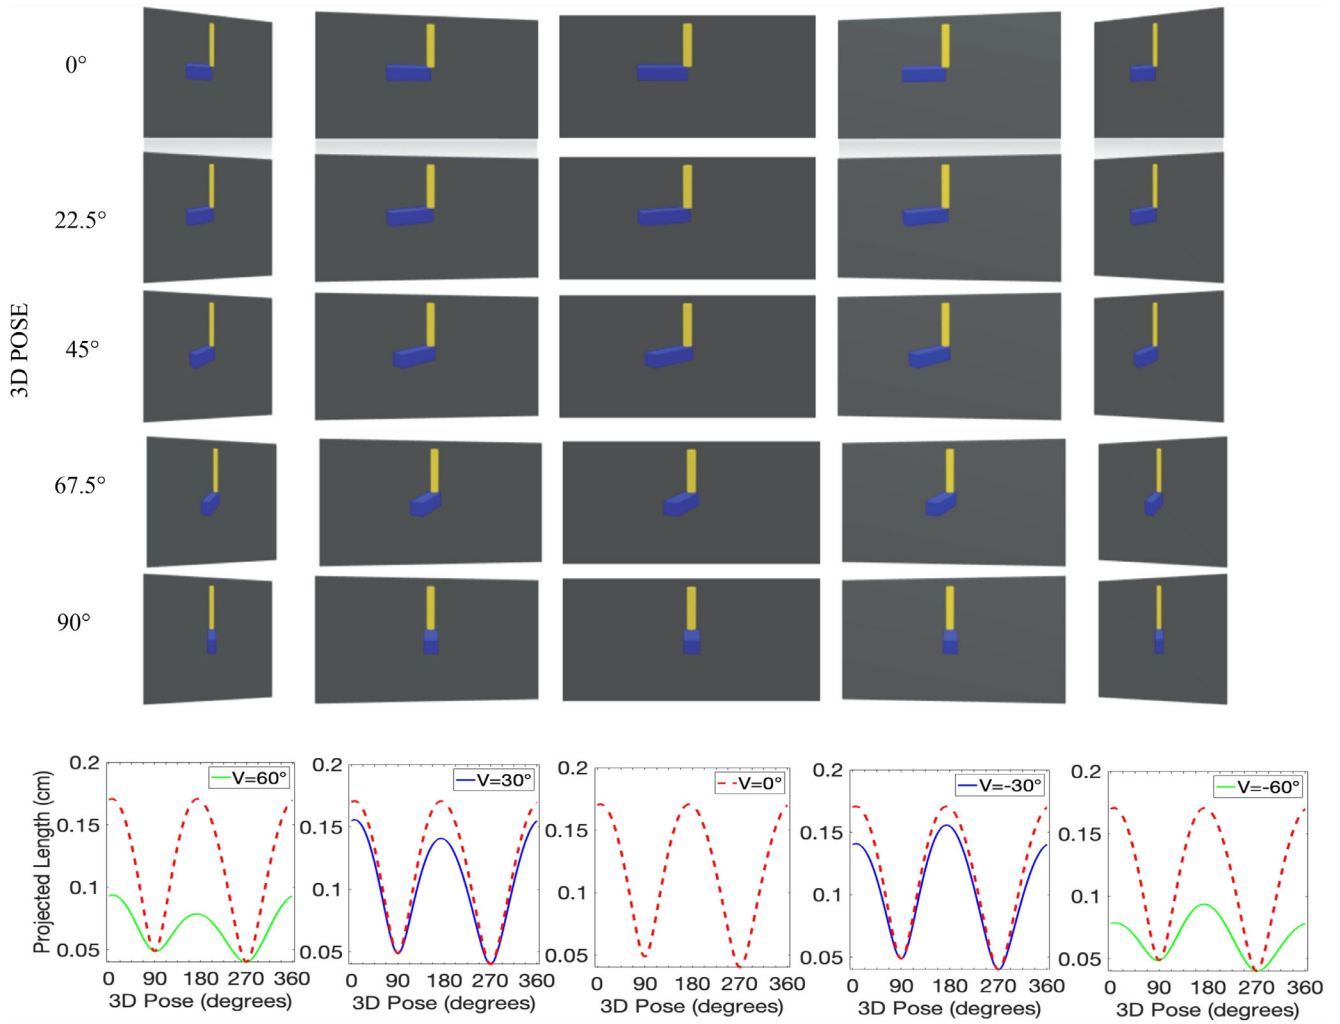 0°
22.5°
45°
67.5°
90°
3D POSE
0.2
0.15
0.1
0.05
Projected Length (cm)
V=60°
0 90 180 270 360
3D Pose (degrees)
0.2
0.15
0.1
0.05
V=30°
0 90 180 270 360
3D Pose (degrees)
0.2
0.15
0.1
0.05
V=0°
0 90 180 270 360
3D Pose (degrees)
0.2
0.15
0.1
0.05
V=-30°
0 90 180 270 360
3D Pose (degrees)
0.2
0.15
0.1
0.05
V=-60°
0 90 180 270 360
3D Pose (degrees)